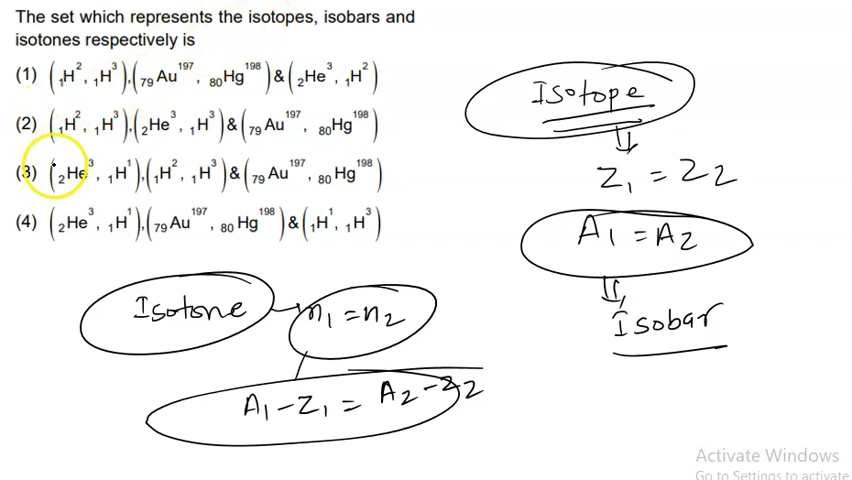 The set which represents the isotopes, isobars and
isotones respectively is
(1) (₁H², ₁H³),(₇₉Au¹⁹⁷, ₈₀Hg¹⁹⁸)&(₂He³, ₁H²)
(2) (₁H², ₁H³),(₂He³, ₁H³)&(₇₉Au¹⁹⁷, ₈₀Hg¹⁹⁸)
(3) (₂He³, ₁H¹),(₁H², ₁H³)&(₇₉Au¹⁹⁷, ₈₀Hg¹⁹⁸)
(4) (₂He³, ₁H¹),(₇₉Au¹⁹⁷, ₈₀Hg¹⁹⁸)&(₁H¹, ₁H³)
Isotope
⇓
Z₁ = Z₂
A₁ = A₂
⇓
Isobar
Isotone n₁ = n₂
A₁ – Z₁ = A₂ – Z₂
Activate Windows
Go to Settings to activate